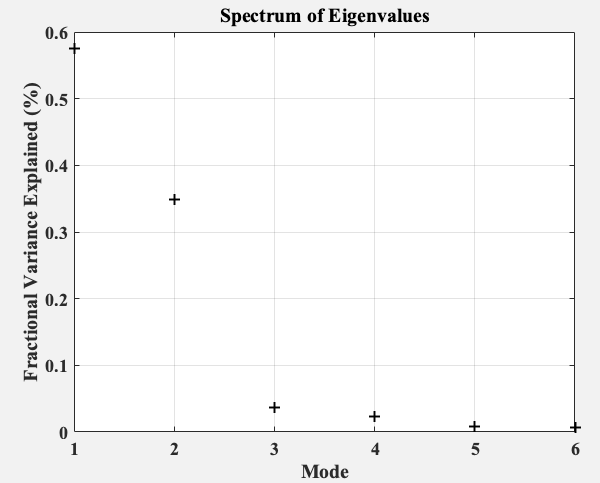 Spectrum of Eigenvalues
Fractional Variance Explained (%)
0.6
0.5
0.4
0.3
0.2
0.1
0
1 2 3 4 5 6
Mode